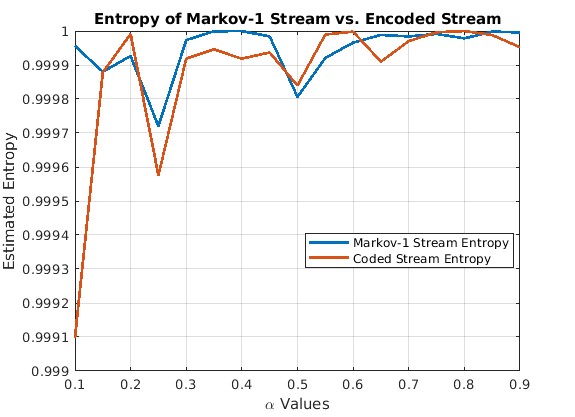 Entropy of Markov-1 Stream vs. Encoded Stream
1
0.9999
0.9998
0.9997
0.9996
0.9995
0.9994
0.9993
0.9992
0.9991
0.999
Estimated Entropy
Markov-1 Stream Entropy
Coded Stream Entropy
0.1 0.2 0.3 0.4 0.5 0.6 0.7 0.8 0.9
α Values